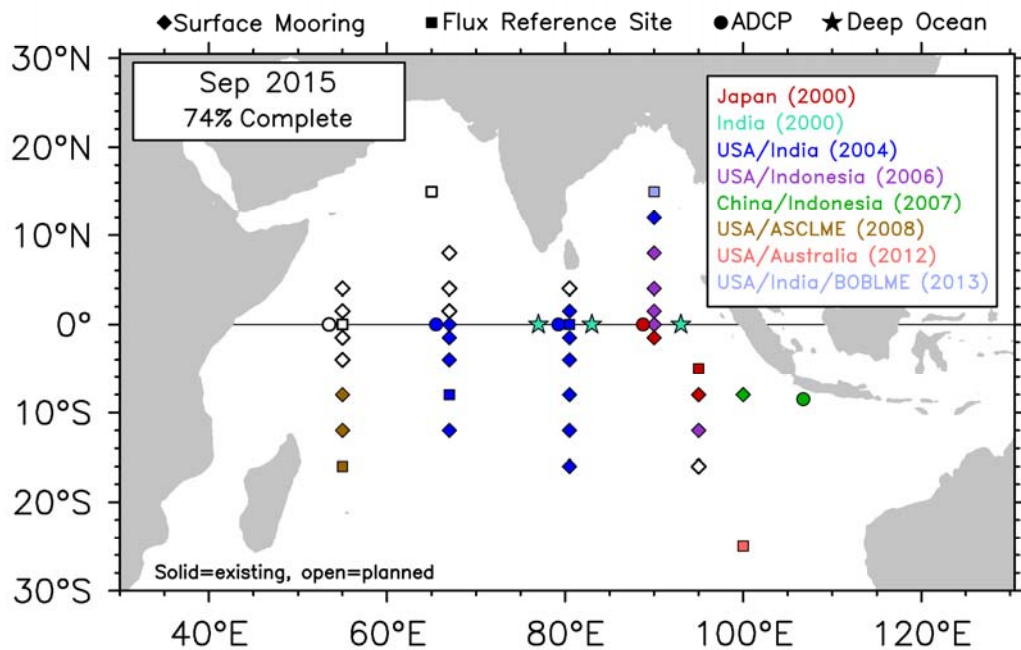 Surface Mooring Flux Reference Site ADCP Deep Ocean
30°N
Sep 2015
74% Complete
Japan (2000)
India (2000)
USA/India (2004)
USA/Indonesia (2006)
China/Indonesia (2007)
USA/ASCLME (2008)
USA/Australia (2012)
USA/India/BOBLME (2013)
20°N
10°N
0°
10°S
20°S
Solid=existing, open=planned
30°S
40°E 60°E 80°E 100°E 120°E